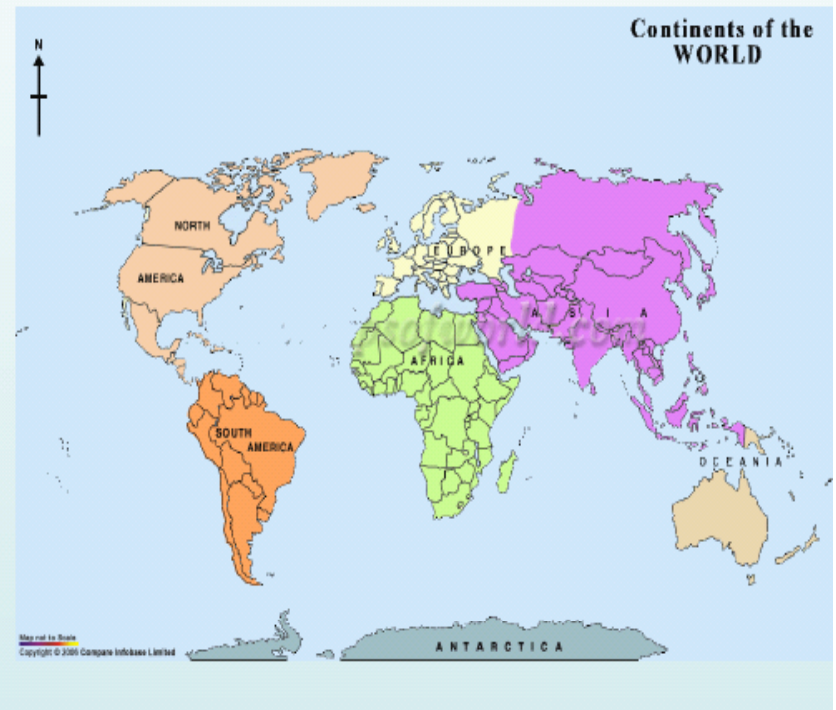 Continents of the
WORLD
N
NORTH
AMERICA
EUROPE
ASIA
AFRICA
SOUTH
AMERICA
OCEANIA
ANTARCTICA
Map not to Scale
Copyright © 2006 Compare Infobase Limited